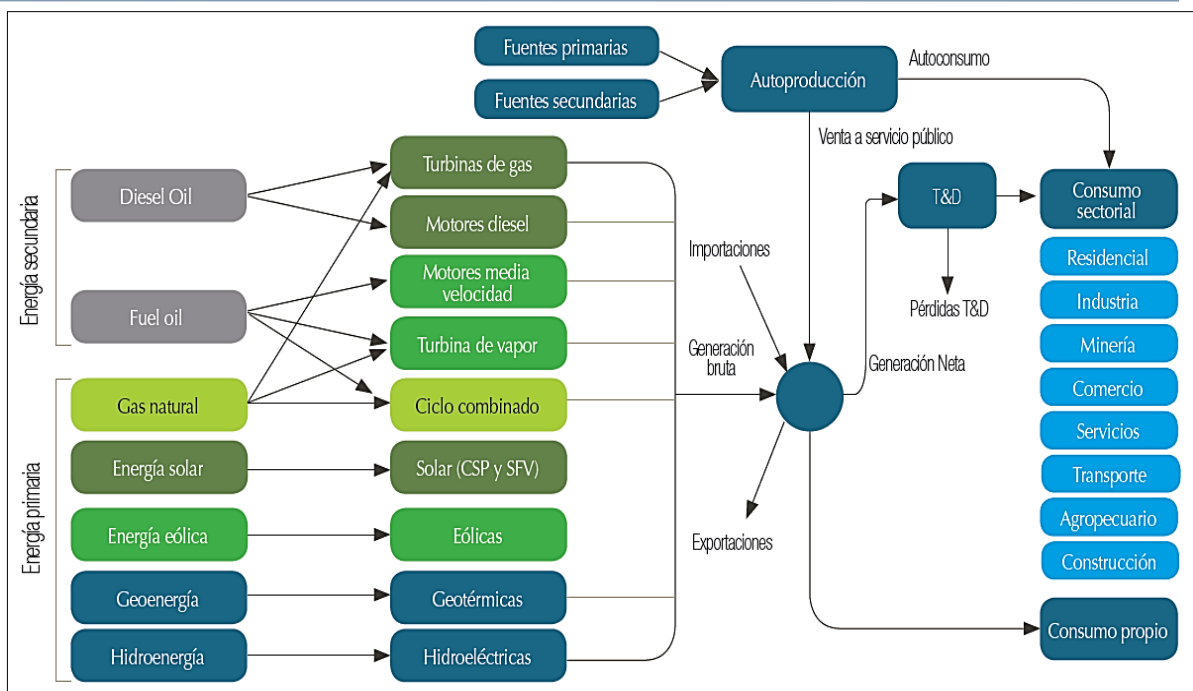 Fuentes primarias
Fuentes secundarias
Autoproducción
Autoconsumo
Venta a servicio público
Energía secundaria
Diesel Oil
Fuel oil
Energía primaria
Gas natural
Energía solar
Energía eólica
Geoenergía
Hidroenergía
Turbinas de gas
Motores diesel
Motores media
velocidad
Turbina de vapor
Ciclo combinado
Solar (CSP y SFV)
Eólicas
Geotérmicas
Hidroeléctricas
Importaciones
Generación
bruta
Exportaciones
T&D
Pérdidas T&D
Generación Neta
Consumo
sectorial
Residencial
Industria
Minería
Comercio
Servicios
Transporte
Agropecuario
Construcción
Consumo propio